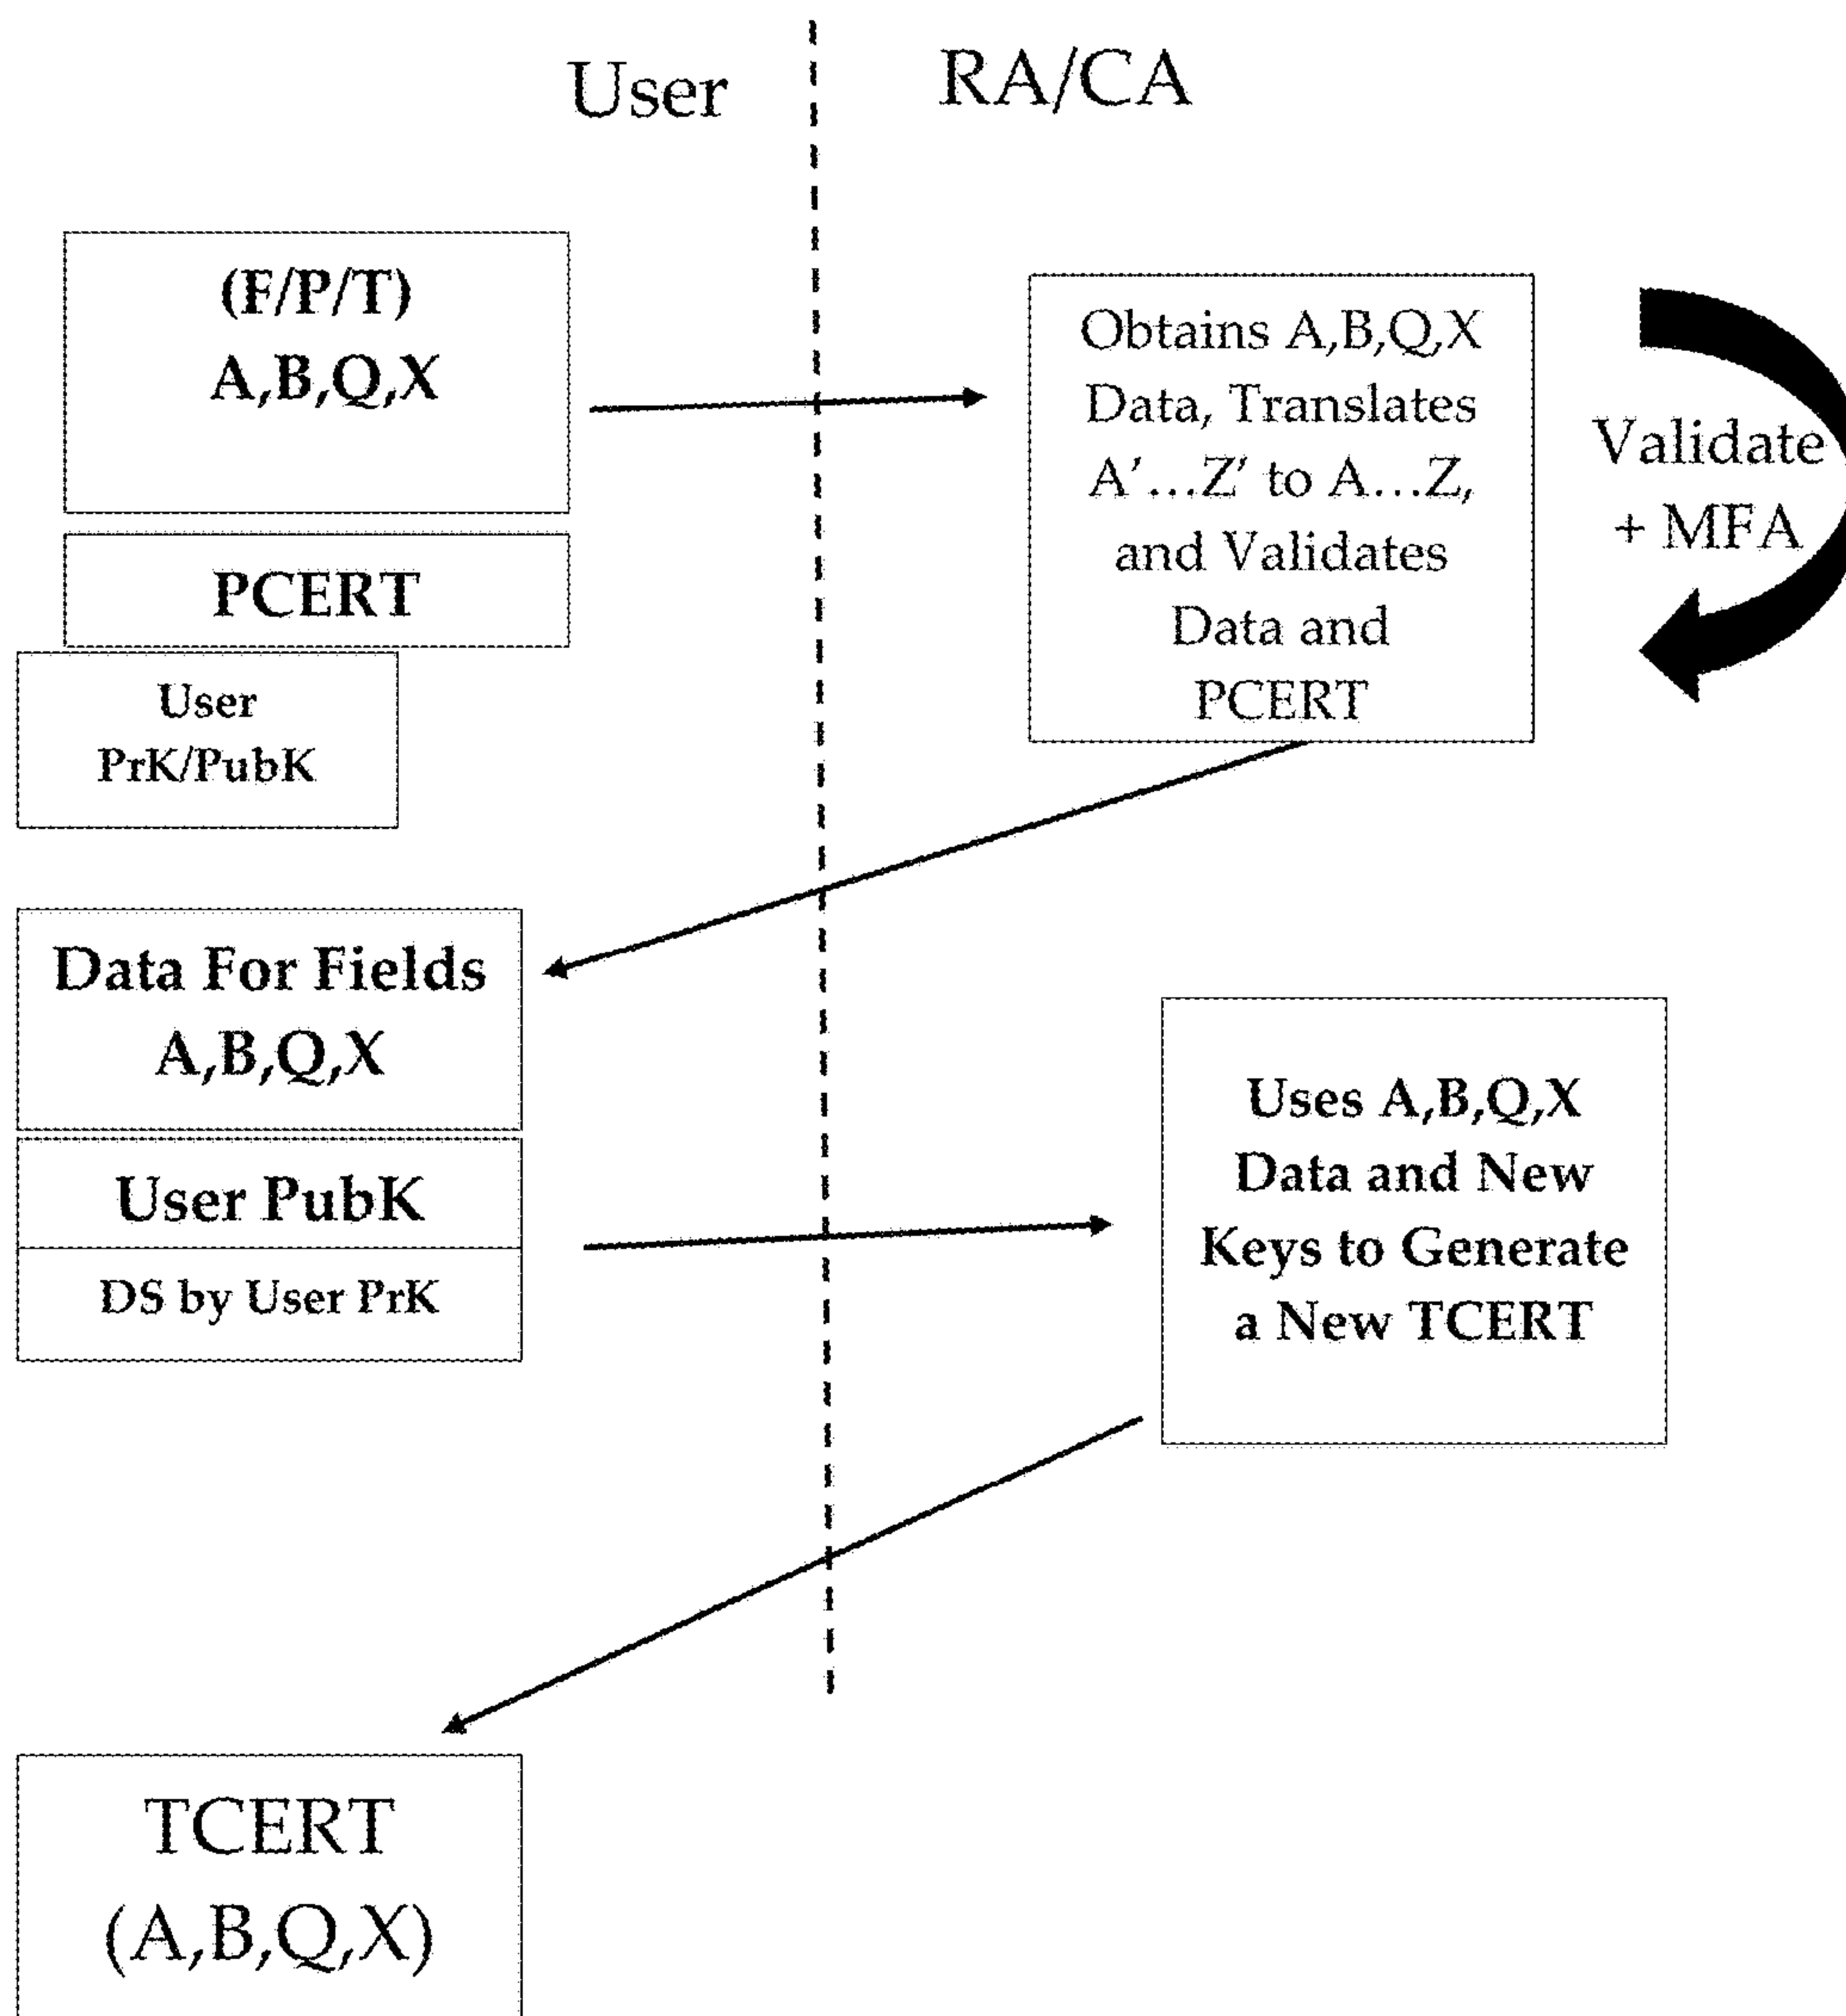 User
RA/CA
(F/P/T)
A,B,Q,X
PCERT
User
PrK/PubK
Obtains A,B,Q,X
Data, Translates
A′…Z′ to A…Z,
and Validates
Data and
PCERT
Validate
+ MFA
Data For Fields
A,B,Q,X
User PubK
DS by User PrK
Uses A,B,Q,X
Data and New
Keys to Generate
a New TCERT
TCERT
(A,B,Q,X)